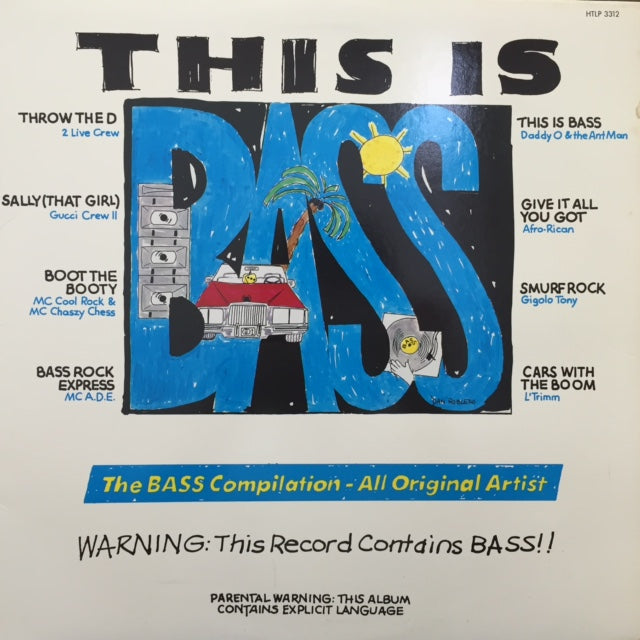 HTLP 3312
THIS IS
BASS
THROW THE D
2 Live Crew
SALLY (THAT GIRL)
Gucci Crew II
BOOT THE
BOOTY
MC Cool Rock &
MC Chaszy Chess
BASS ROCK
EXPRESS
MC A.D.E.
THIS IS BASS
Daddy O & the Ant Man
GIVE IT ALL
YOU GOT
Afro-Rican
SMURF ROCK
Gigolo Tony
CARS WITH
THE BOOM
L'Trimm
The BASS Compilation - All Original Artist
WARNING: This Record Contains BASS!!
PARENTAL WARNING: THIS ALBUM
CONTAINS EXPLICIT LANGUAGE